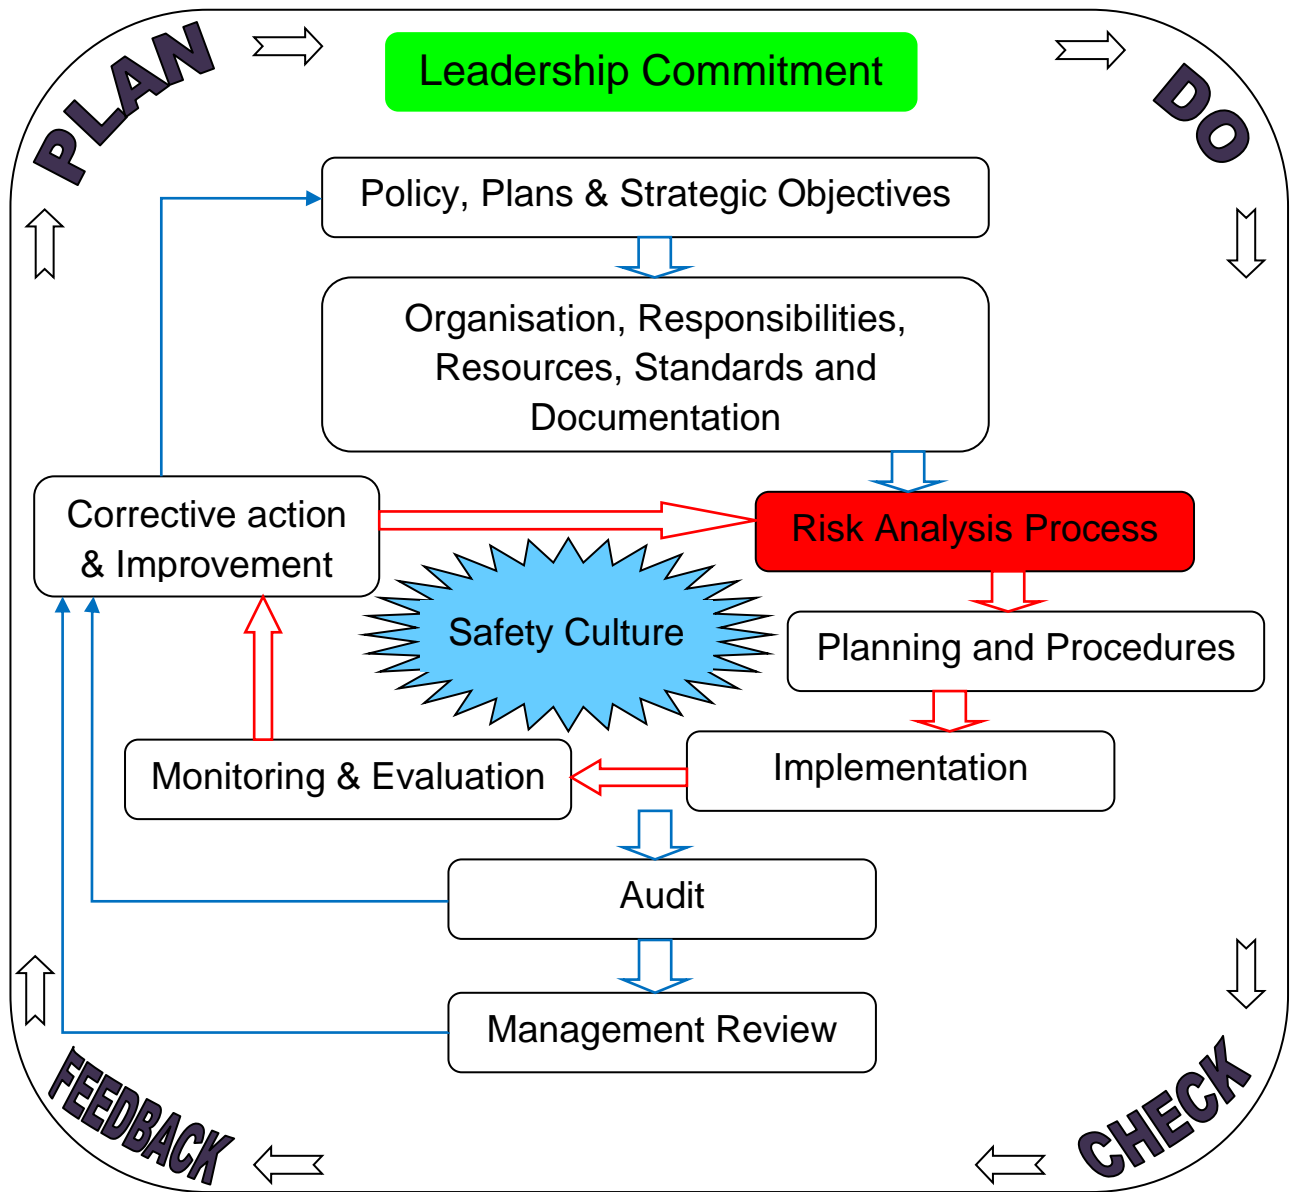 PLAN
Leadership Commitment
DO
Policy, Plans & Strategic Objectives
Organisation, Responsibilities,
Resources, Standards and
Documentation
Corrective action
& Improvement
Risk Analysis Process
Safety Culture
Planning and Procedures
Monitoring & Evaluation
Implementation
Audit
Management Review
FEEDBACK
CHECK